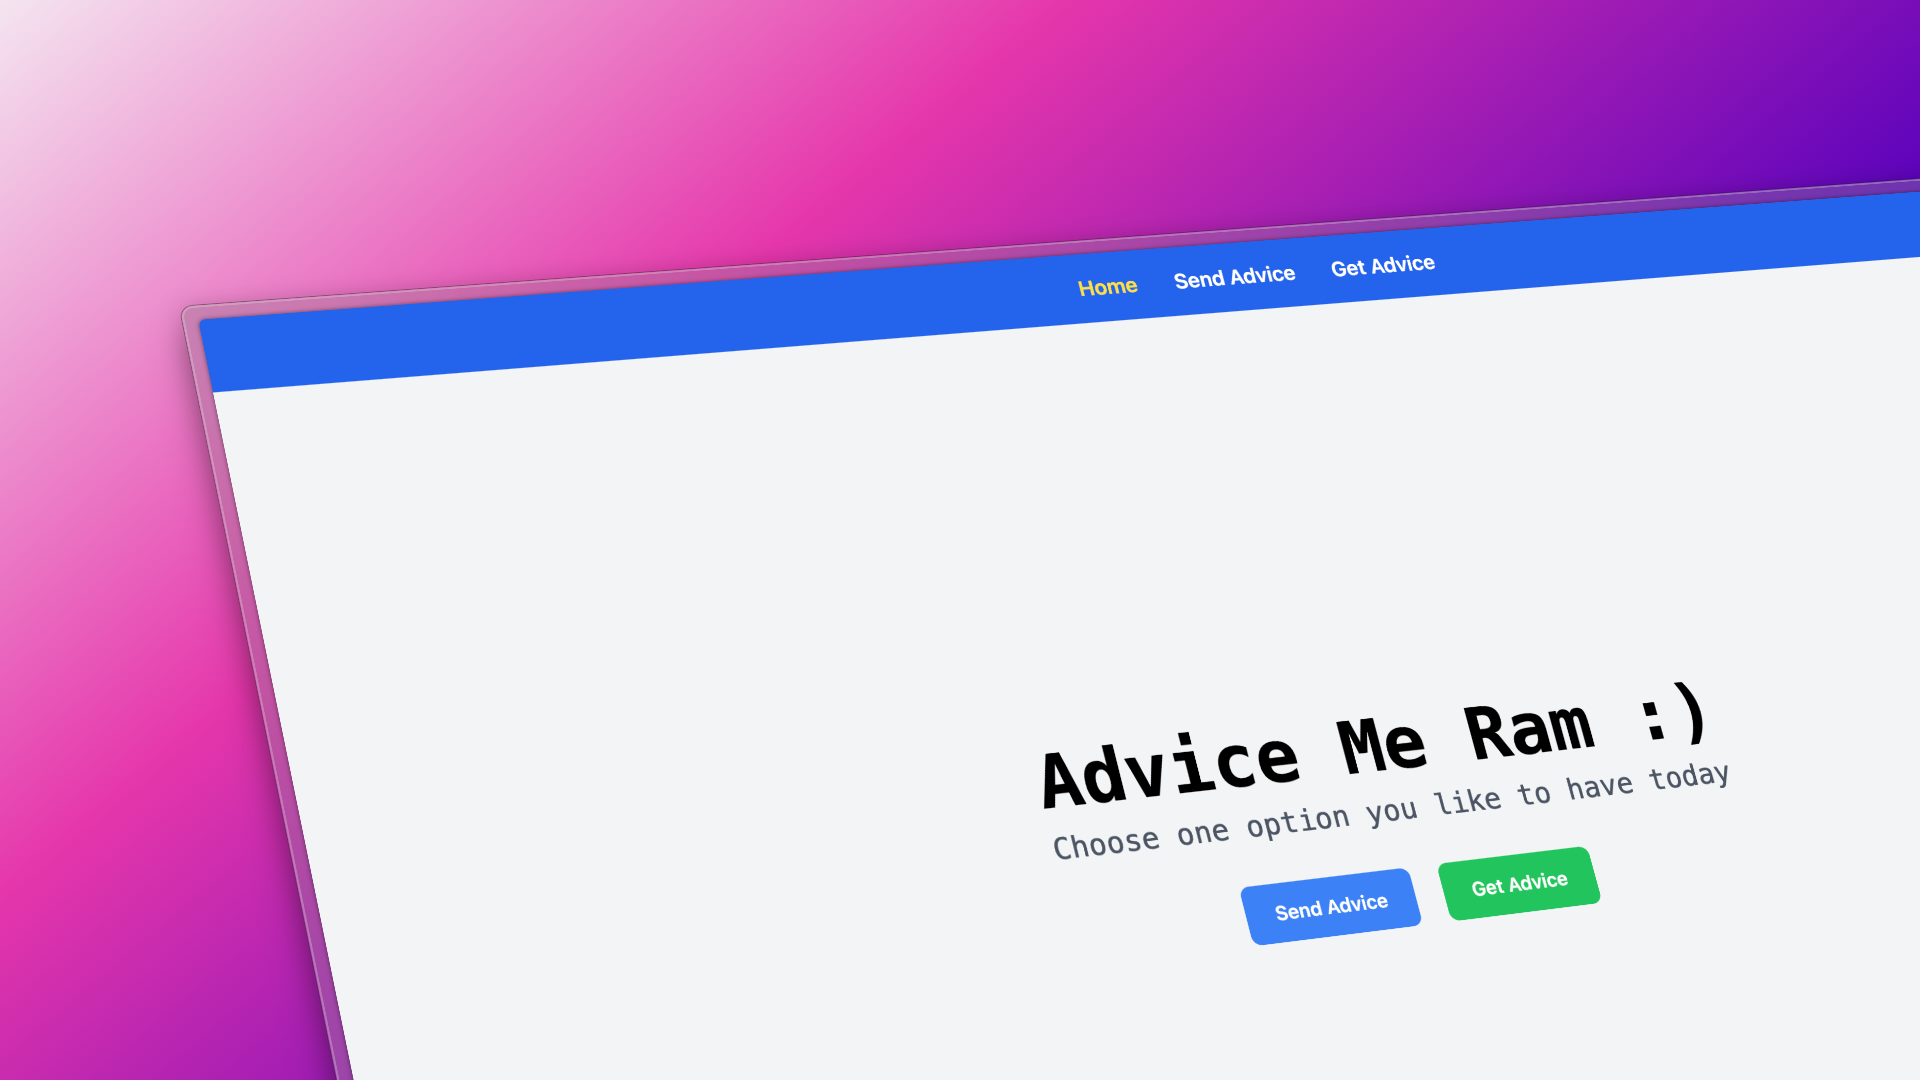 Home Send Advice Get Advice
Advice Me Ram :)
Choose one option you like to have today
Send Advice Get Advice